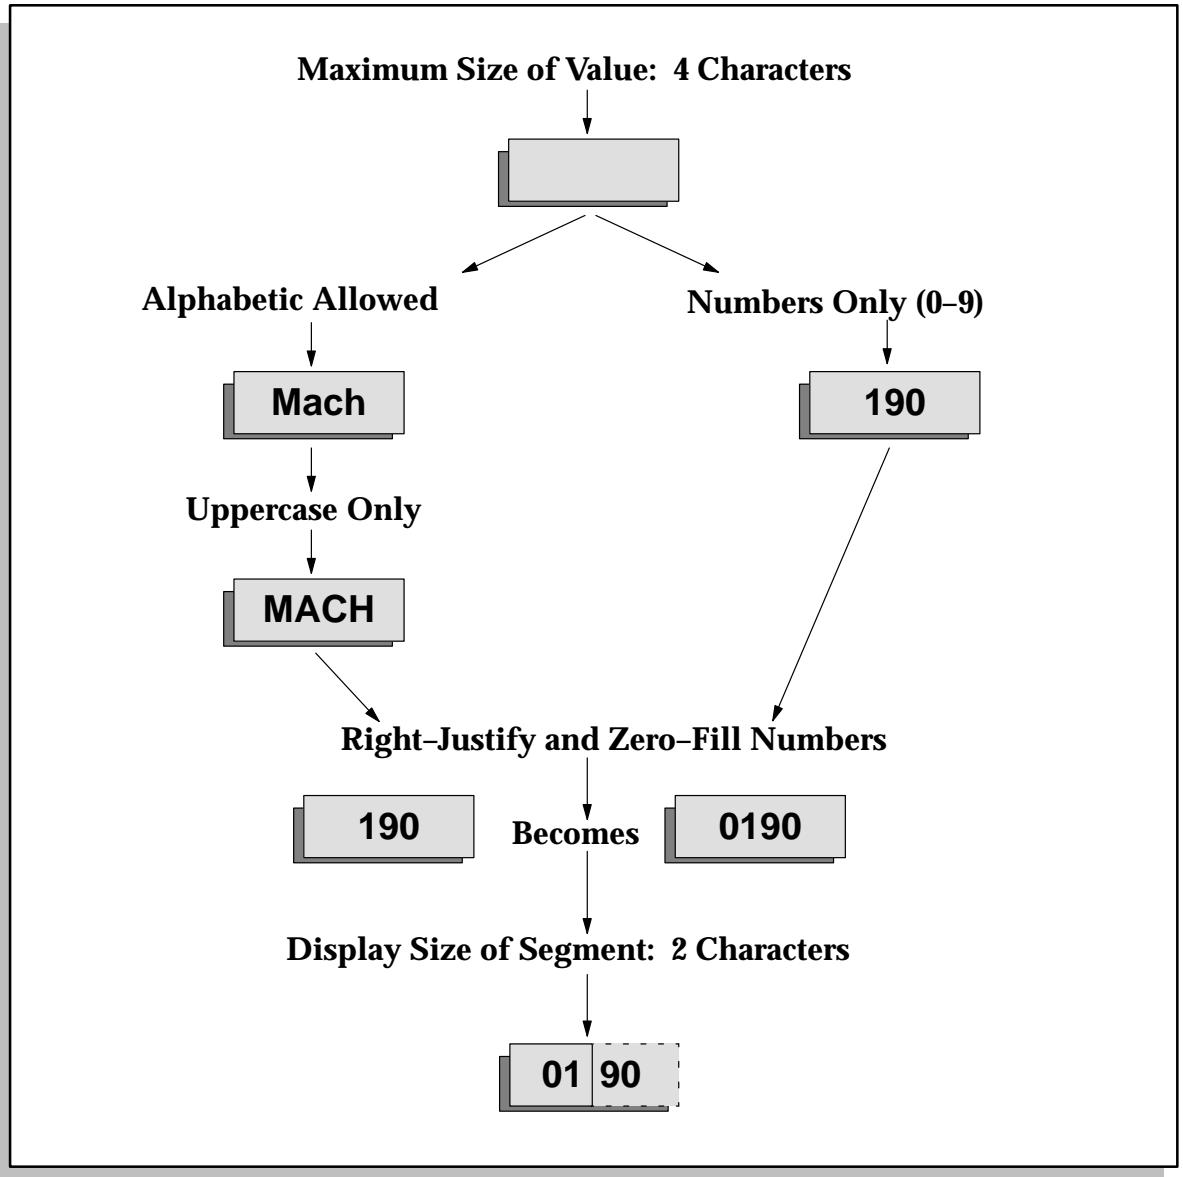 Maximum Size of Value: 4 Characters
Alphabetic Allowed
Numbers Only (0–9)
Mach
190
Uppercase Only
MACH
Right–Justify and Zero–Fill Numbers
190
Becomes
0190
Display Size of Segment: 2 Characters
01 90